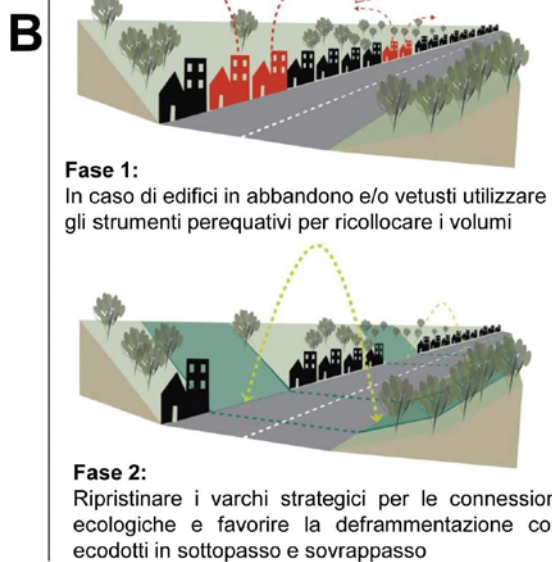 B
Fase 1:
In caso di edifici in abbandono e/o vetusti utilizzare
gli strumenti perequativi per ricollocare i volumi
Fase 2:
Ripristinare i varchi strategici per le connession
ecologiche e favorire la deframmentazione co
ecodotti in sottopasso e sovrappasso